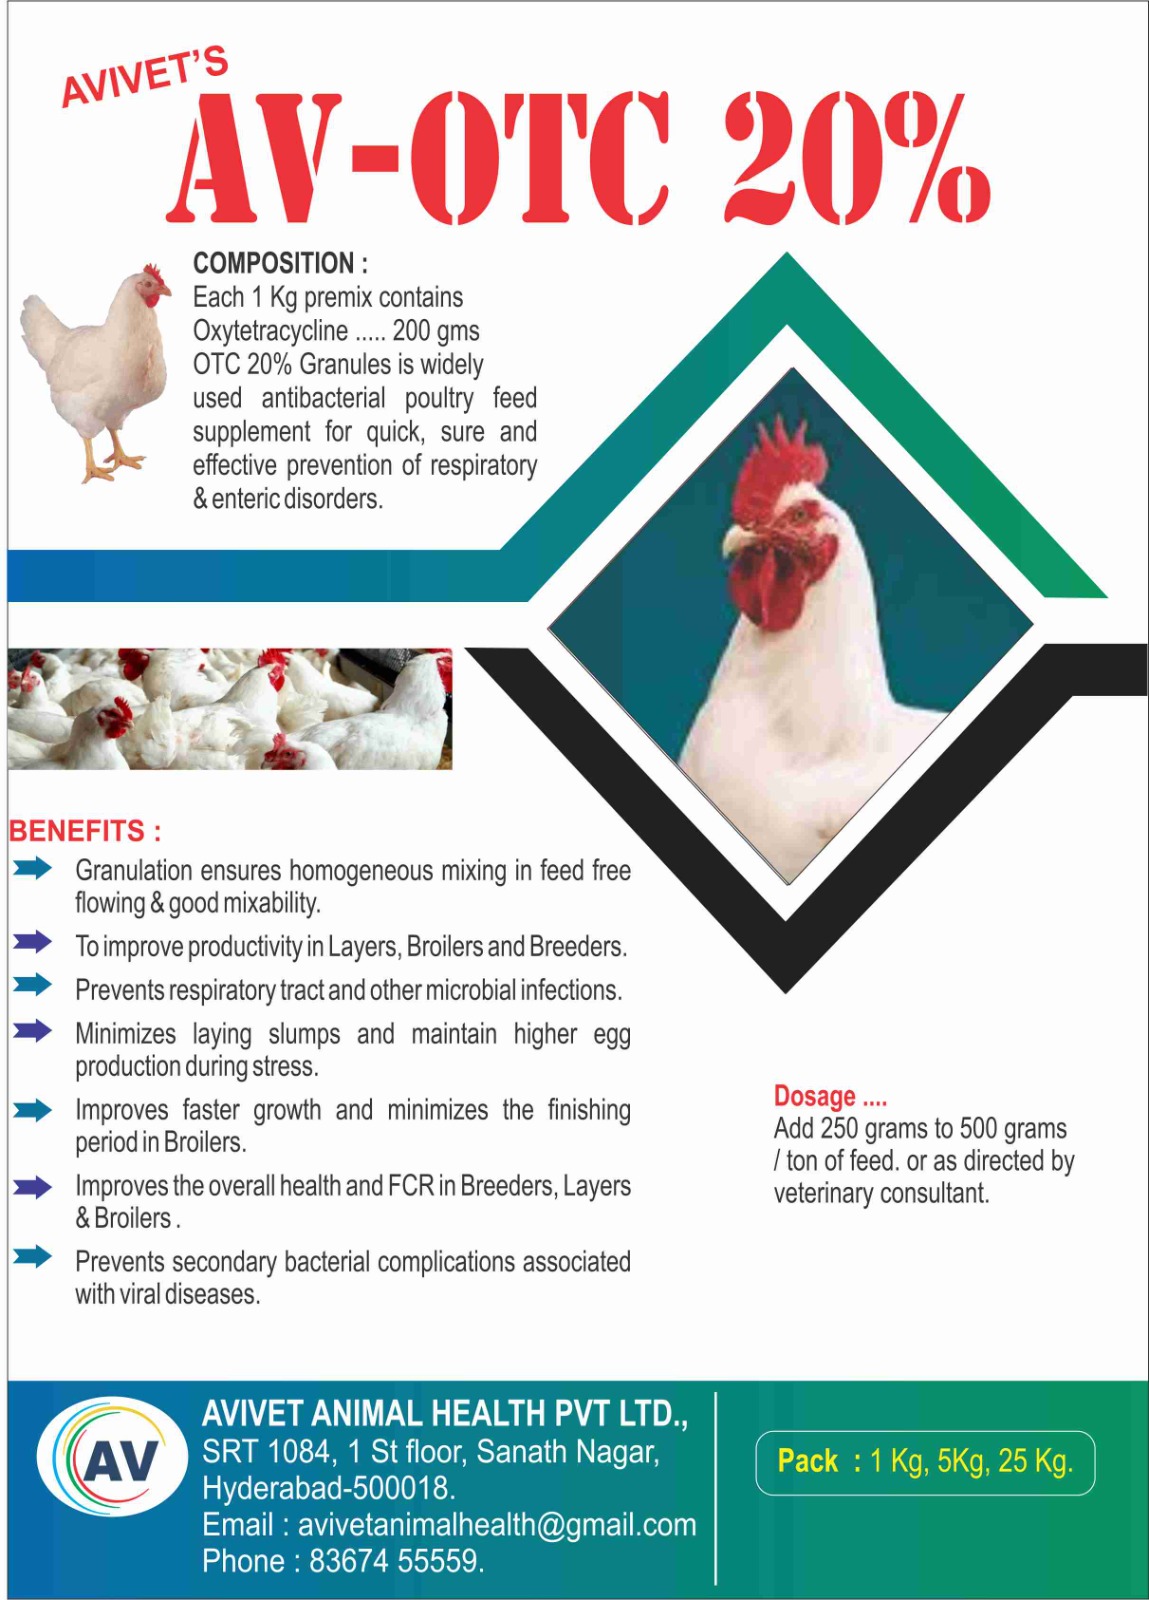 AVIVET'S
AV-OTC 20%
COMPOSITION :
Each 1 Kg premix contains
Oxytetracycline ..... 200 gms
OTC 20% Granules is widely
used antibacterial poultry feed
supplement for quick, sure and
effective prevention of respiratory
& enteric disorders.
BENEFITS :
Granulation ensures homogeneous mixing in feed free
flowing & good mixability.
To improve productivity in Layers, Broilers and Breeders.
Prevents respiratory tract and other microbial infections.
Minimizes laying slumps and maintain higher egg
production during stress.
Improves faster growth and minimizes the finishing
period in Broilers.
Improves the overall health and FCR in Breeders, Layers
& Broilers .
Prevents secondary bacterial complications associated
with viral diseases.
Dosage ....
Add 250 grams to 500 grams
/ ton of feed. or as directed by
veterinary consultant.
AV
AVIVET ANIMAL HEALTH PVT LTD.,
SRT 1084, 1 St floor, Sanath Nagar,
Hyderabad-500018.
Email : avivetanimalhealth@gmail.com
Phone : 83674 55559.
Pack : 1 Kg, 5Kg, 25 Kg.